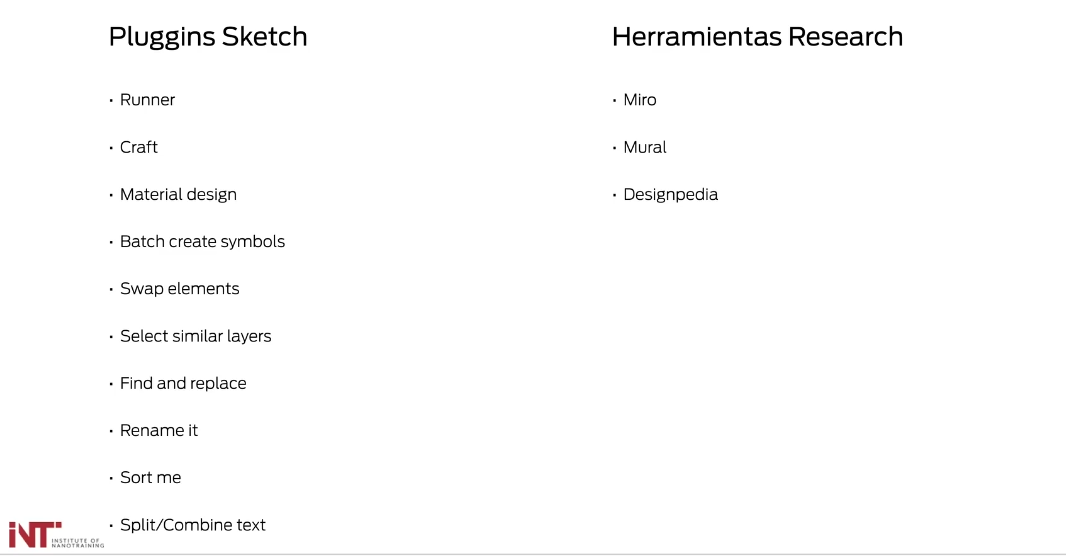 Pluggins Sketch
· Runner
· Craft
· Material design
· Batch create symbols
· Swap elements
· Select similar layers
· Find and replace
· Rename it
· Sort me
· Split/Combine text
Herramientas Research
· Miro
· Mural
· Designpedia
iNT
INSTITUTE OF
NANOTRAINING